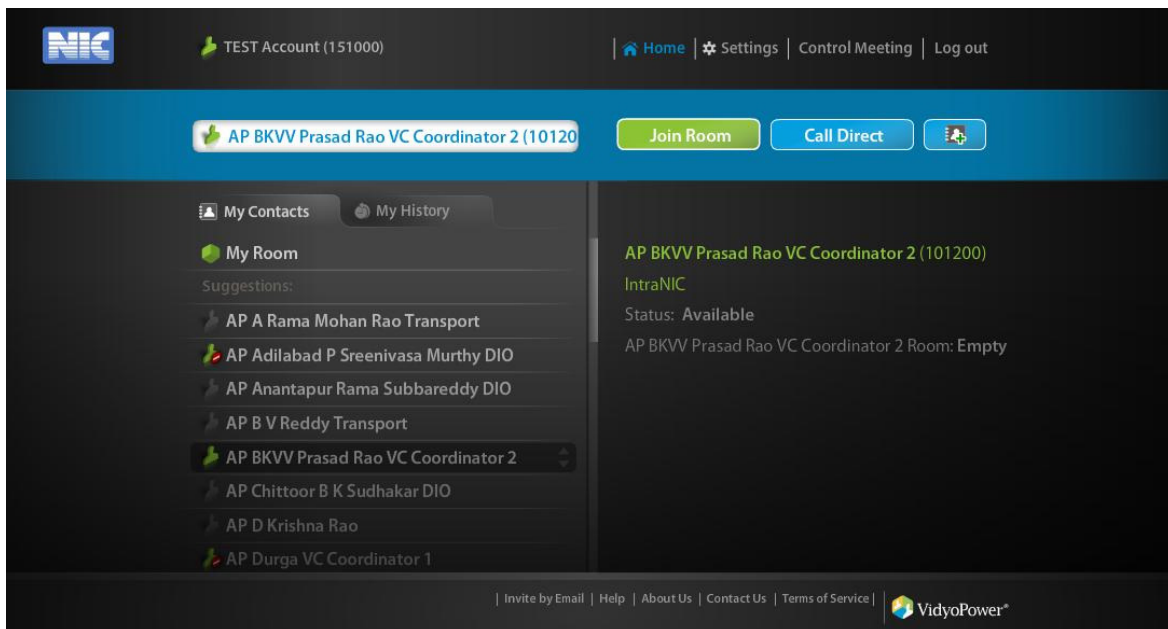 NIC
TEST Account (151000)
Home | Settings | Control Meeting | Log out
AP BKVV Prasad Rao VC Coordinator 2 (10120
Join Room
Call Direct
My Contacts
My History
My Room
Suggestions:
AP A Rama Mohan Rao Transport
AP Adilabad P Sreenivasa Murthy DIO
AP Anantapur Rama Subbareddy DIO
AP B V Reddy Transport
AP BKVV Prasad Rao VC Coordinator 2
AP Chittoor B K Sudhakar DIO
AP D Krishna Rao
AP Durga VC Coordinator 1
AP BKVV Prasad Rao VC Coordinator 2 (101200)
IntraNIC
Status: Available
AP BKVV Prasad Rao VC Coordinator 2 Room: Empty
| Invite by Email | Help | About Us | Contact Us | Terms of Service |
VidyoPower®